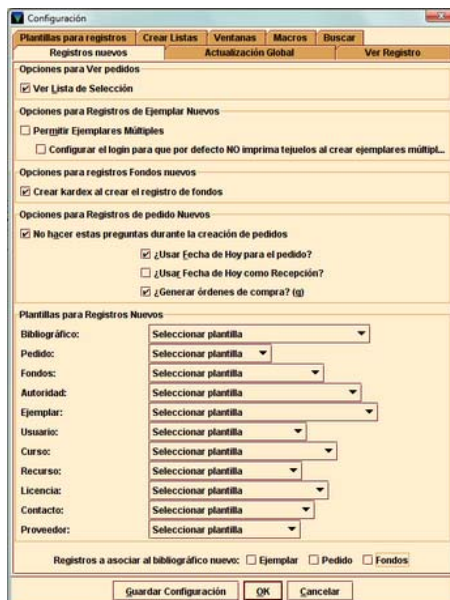 Configuración
Plantillas para registros Crear Listas Ventanas Macros Buscar
Registros nuevos Actualización Global Ver Registro
Opciones para Ver pedidos
Ver Lista de Selección
Opciones para Registros de Ejemplar Nuevos
Permitir Ejemplares Múltiples
Configurar el login para que por defecto NO imprima tejuelos al crear ejemplares múltipl...
Opciones para registros Fondos nuevos
Crear kardex al crear el registro de fondos
Opciones para Registros de pedido Nuevos
No hacer estas preguntas durante la creación de pedidos
¿Usar Fecha de Hoy para el pedido?
¿Usar Fecha de Hoy como Recepción?
¿Generar órdenes de compra? (q)
Plantillas para Registros Nuevos
Bibliográfico: Seleccionar plantilla
Pedido: Seleccionar plantilla
Fondos: Seleccionar plantilla
Autoridad: Seleccionar plantilla
Ejemplar: Seleccionar plantilla
Usuario: Seleccionar plantilla
Curso: Seleccionar plantilla
Recurso: Seleccionar plantilla
Licencia: Seleccionar plantilla
Contacto: Seleccionar plantilla
Proveedor: Seleccionar plantilla
Registros a asociar al bibliográfico nuevo: Ejemplar Pedido Fondos
Guardar Configuración OK Cancelar